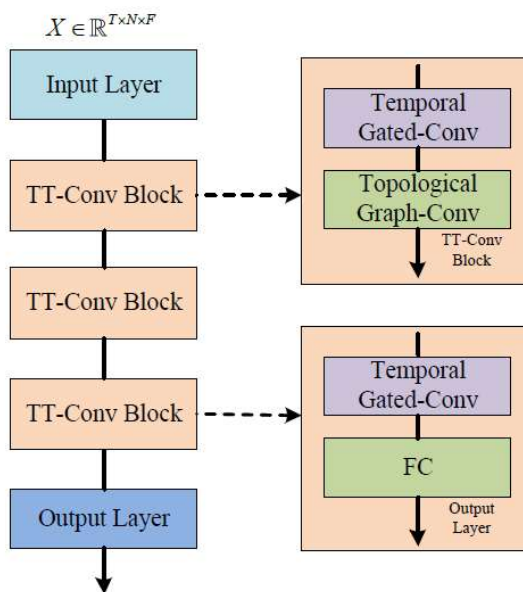 X ∈ ℝ^{T×N×F}
Input Layer
TT-Conv Block
TT-Conv Block
TT-Conv Block
Output Layer
Temporal
Gated-Conv
Topological
Graph-Conv
TT-Conv
Block
Temporal
Gated-Conv
FC
Output
Layer